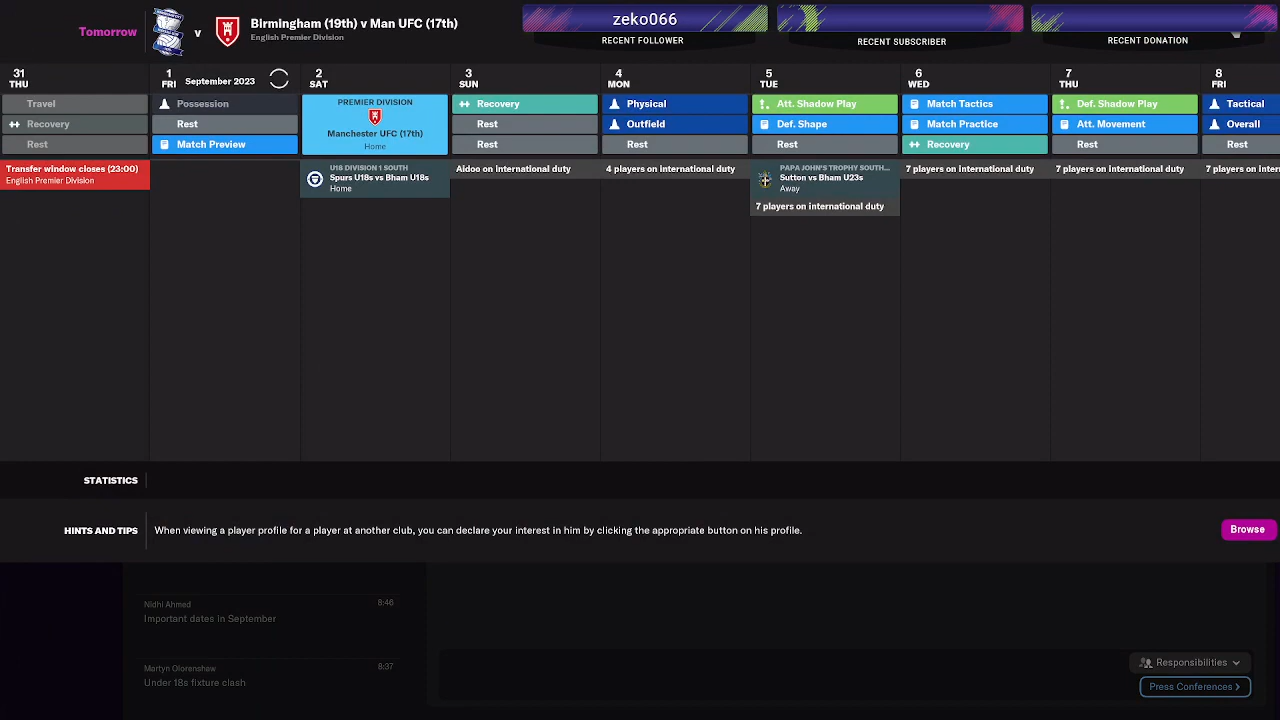 Tomorrow
v
Birmingham (19th) v Man UFC (17th)
English Premier Division
zeko066
RECENT FOLLOWER
RECENT SUBSCRIBER
RECENT DONATION
31
THU
1
FRI
September 2023
2
SAT
3
SUN
4
MON
5
TUE
6
WED
7
THU
8
FRI
Travel
Recovery
Rest
Possession
Rest
Match Preview
PREMIER DIVISION
Manchester UFC (17th)
Home
Recovery
Rest
Rest
Physical
Outfield
Rest
Att. Shadow Play
Def. Shape
Rest
Match Tactics
Match Practice
Recovery
Def. Shadow Play
Att. Movement
Rest
Tactical
Overall
Rest
Transfer window closes (23:00)
English Premier Division
U18 DIVISION 1 SOUTH
Spurs U18s vs Bham U18s
Home
Aidoo on international duty
4 players on international duty
PAPA JOHN'S TROPHY SOUTH...
Sutton vs Bham U23s
Away
7 players on international duty
7 players on international duty
7 players on international duty
7 players on intern
STATISTICS
HINTS AND TIPS
When viewing a player profile for a player at another club, you can declare your interest in him by clicking the appropriate button on his profile.
Browse
Nidhi Ahmed
8:46
Important dates in September
Martyn Olorenshaw
8:37
Under 18s fixture clash
Responsibilities
Press Conferences >